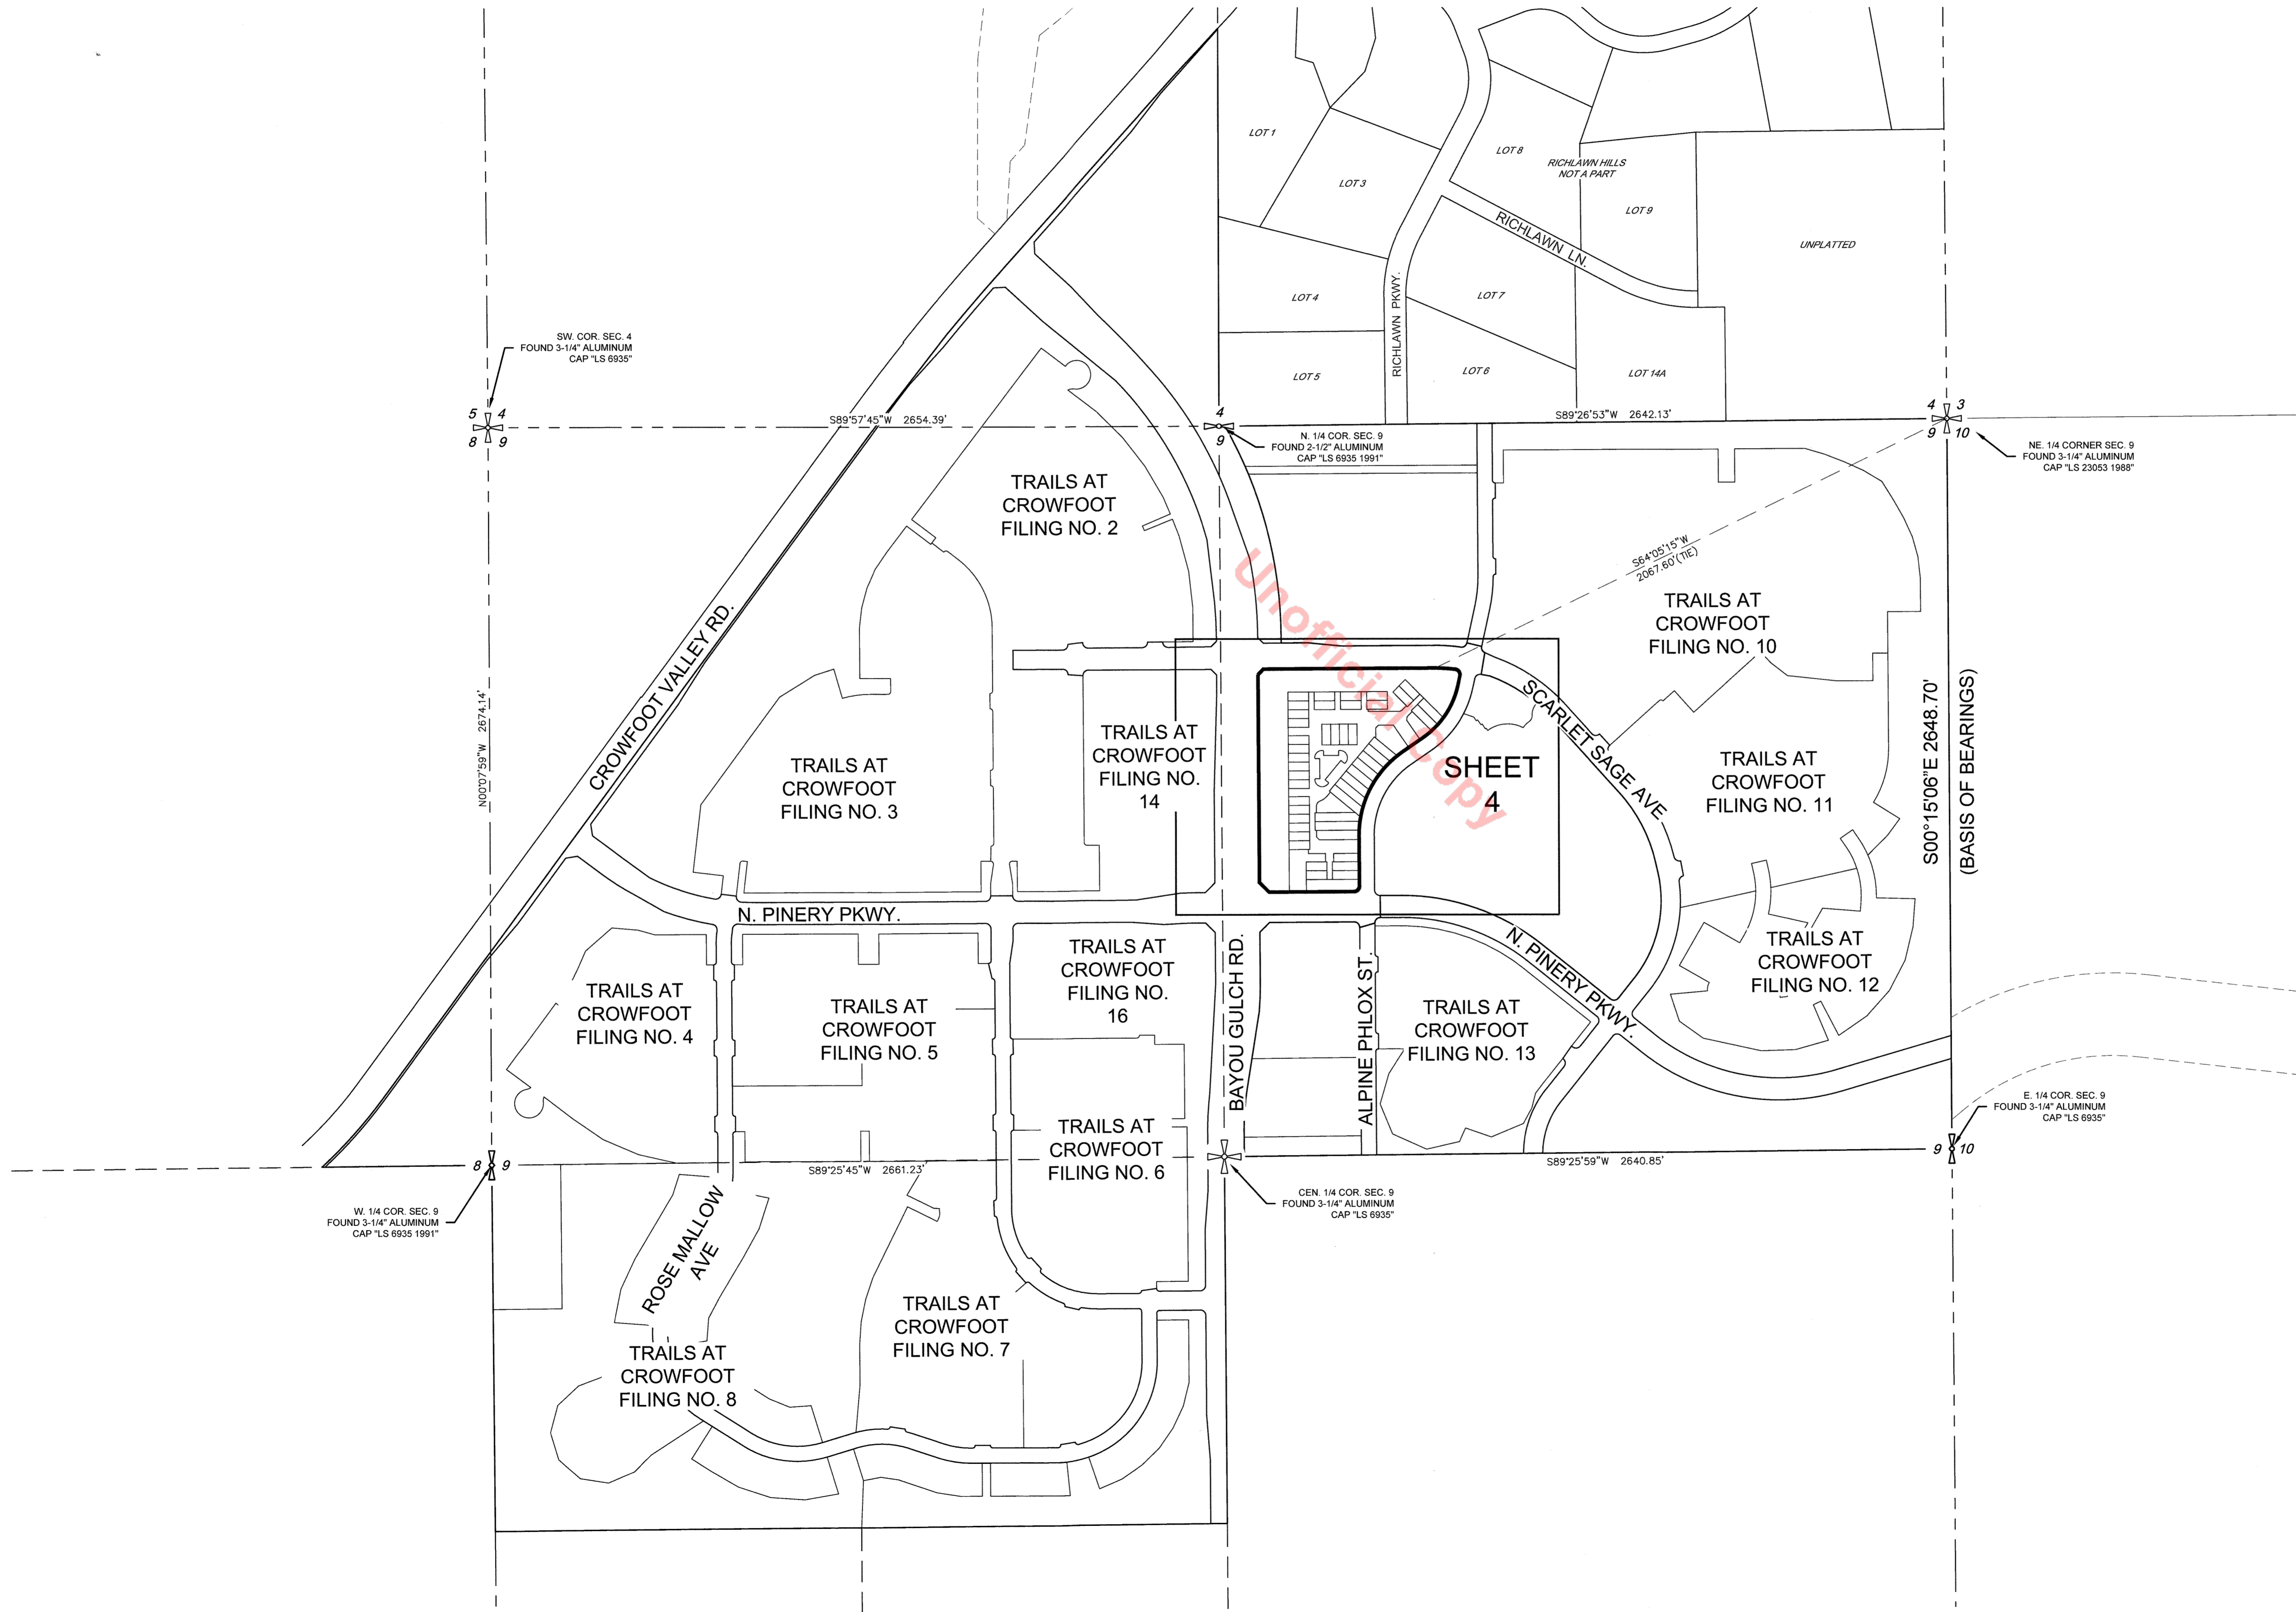 LOT 1
LOT 3
LOT 8
RICHLAWN HILLS
NOT A PART
LOT 9
RICHLAWN LN.
UNPLATTED
LOT 4
RICHLAWN PKWY.
LOT 7
LOT 5
LOT 6
LOT 14A
SW. COR. SEC. 4
FOUND 3-1/4" ALUMINUM
CAP "LS 6935"
5 4
8 9
S89°57'45"W 2654.39'
4
9
N. 1/4 COR. SEC. 9
FOUND 2-1/2" ALUMINUM
CAP "LS 6935 1991"
S89°26'53"W 2642.13'
4 3
9 10
NE. 1/4 CORNER SEC. 9
FOUND 3-1/4" ALUMINUM
CAP "LS 23053 1988"
TRAILS AT
CROWFOOT
FILING NO. 2
S64°05'15"W
2067.60'(TIE)
TRAILS AT
CROWFOOT
FILING NO. 10
Unofficial Copy
CROWFOOT VALLEY RD.
N00°07'59"W 2674.14'
TRAILS AT
CROWFOOT
FILING NO. 3
TRAILS AT
CROWFOOT
FILING NO.
14
SHEET
4
SCARLET SAGE AVE
TRAILS AT
CROWFOOT
FILING NO. 11
S00°15'06"E 2648.70'
(BASIS OF BEARINGS)
N. PINERY PKWY.
TRAILS AT
CROWFOOT
FILING NO. 4
TRAILS AT
CROWFOOT
FILING NO. 5
TRAILS AT
CROWFOOT
FILING NO.
16
BAYOU GULCH RD.
ALPINE PHLOX ST.
N. PINERY PKWY.
TRAILS AT
CROWFOOT
FILING NO. 13
TRAILS AT
CROWFOOT
FILING NO. 12
E. 1/4 COR. SEC. 9
FOUND 3-1/4" ALUMINUM
CAP "LS 6935"
TRAILS AT
CROWFOOT
FILING NO. 6
8 9
S89°25'45"W 2661.23'
S89°25'59"W 2640.85'
9 10
W. 1/4 COR. SEC. 9
FOUND 3-1/4" ALUMINUM
CAP "LS 6935 1991"
CEN. 1/4 COR. SEC. 9
FOUND 3-1/4" ALUMINUM
CAP "LS 6935"
ROSE MALLOW
AVE
TRAILS AT
CROWFOOT
FILING NO. 7
TRAILS AT
CROWFOOT
FILING NO. 8